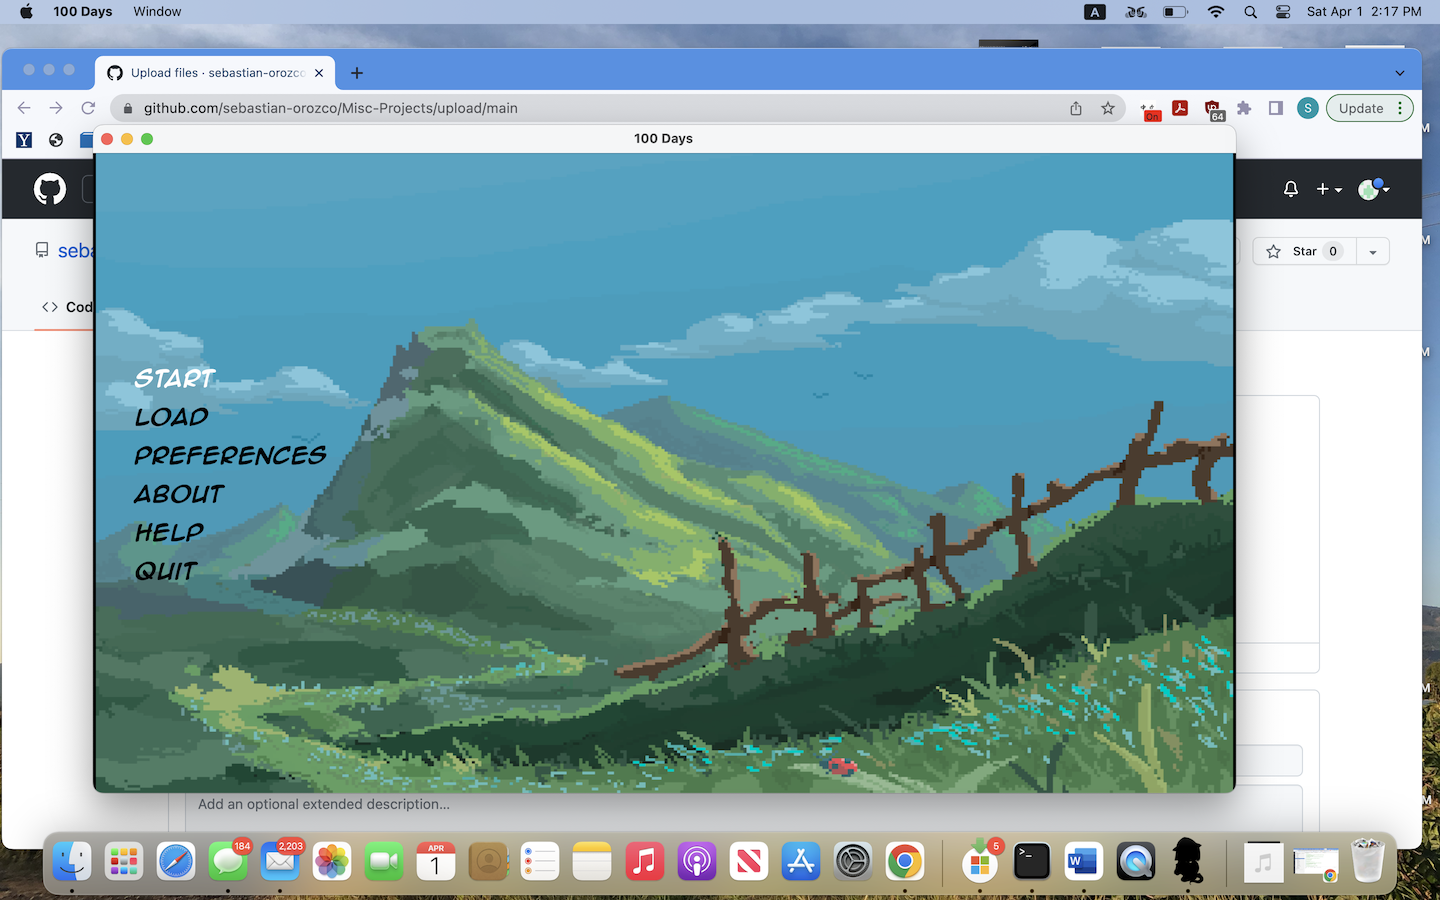 100 Days Window
A
Sat Apr 1 2:17 PM
Upload files · sebastian-orozco
github.com/sebastian-orozco/Misc-Projects/upload/main
On
64
S
Update
Y
100 Days
seba
Star 0
<> Cod
START
LOAD
PREFERENCES
ABOUT
HELP
QUIT
M
M
M
M
M
Add an optional extended description...
184
2,203
APR
1
5
>_
W